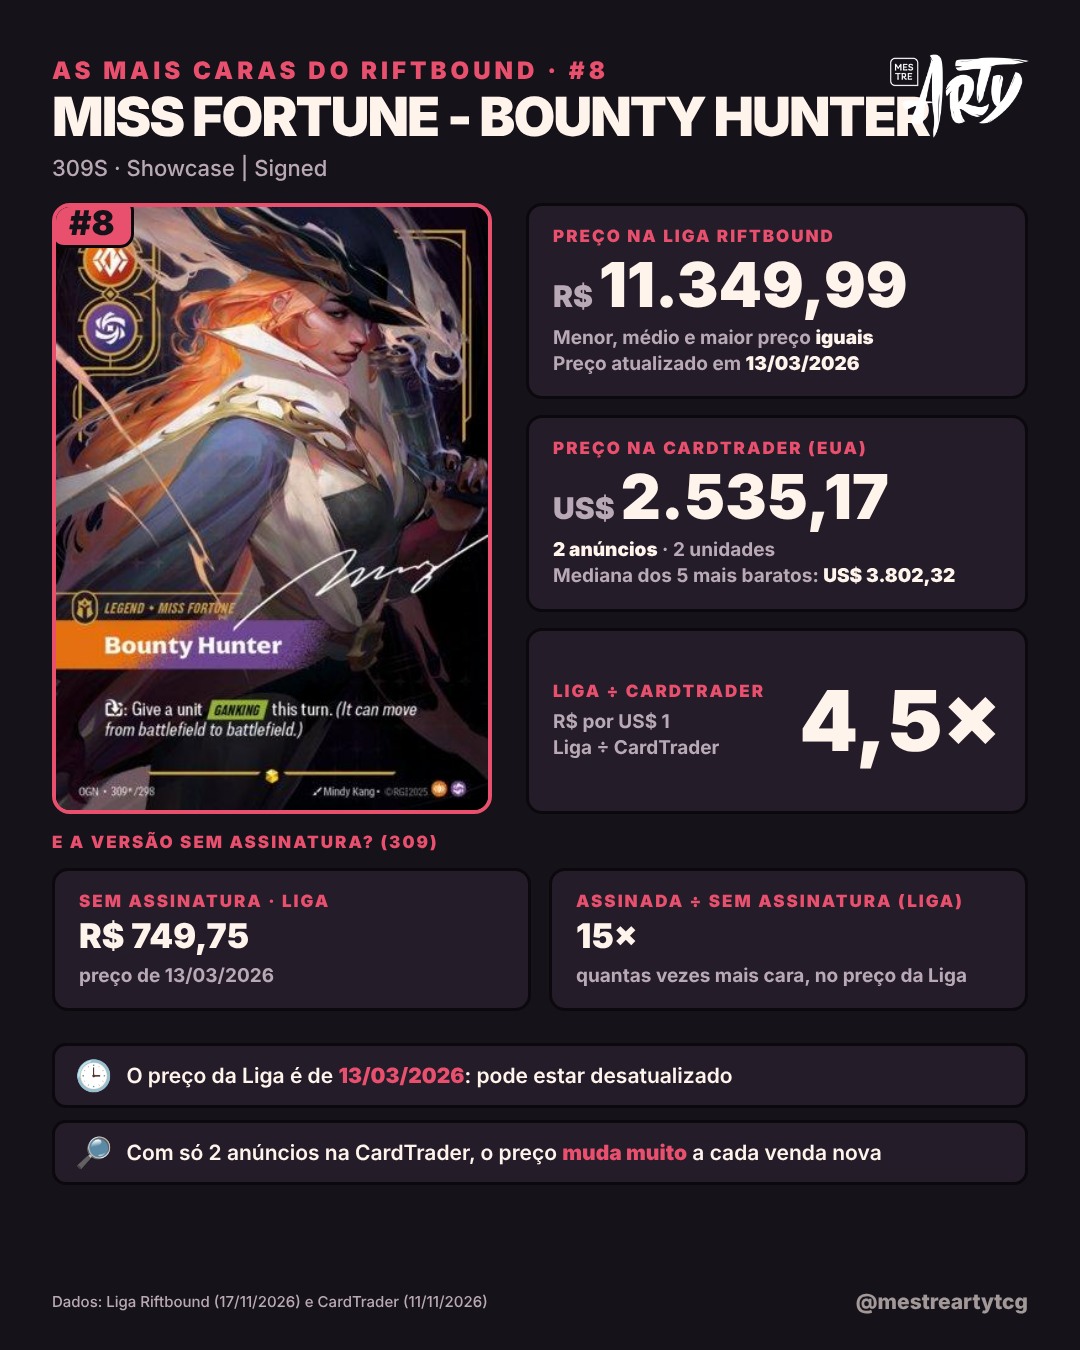 AS MAIS CARAS DO RIFTBOUND · #8
MES
TRE
ARTY
MISS FORTUNE - BOUNTY HUNTER
309S · Showcase | Signed
#8
LEGEND • MISS FORTUNE
Bounty Hunter
: Give a unit GANKING this turn. (It can move
from battlefield to battlefield.)
OGN • 309*/298
Mindy Kang • ©RGI2025
PREÇO NA LIGA RIFTBOUND
R$ 11.349,99
Menor, médio e maior preço iguais
Preço atualizado em 13/03/2026
PREÇO NA CARDTRADER (EUA)
US$ 2.535,17
2 anúncios · 2 unidades
Mediana dos 5 mais baratos: US$ 3.802,32
LIGA ÷ CARDTRADER
R$ por US$ 1
Liga ÷ CardTrader
4,5×
E A VERSÃO SEM ASSINATURA? (309)
SEM ASSINATURA · LIGA
R$ 749,75
preço de 13/03/2026
ASSINADA ÷ SEM ASSINATURA (LIGA)
15×
quantas vezes mais cara, no preço da Liga
O preço da Liga é de 13/03/2026: pode estar desatualizado
Com só 2 anúncios na CardTrader, o preço muda muito a cada venda nova
Dados: Liga Riftbound (17/11/2026) e CardTrader (11/11/2026)
@mestreartytcg